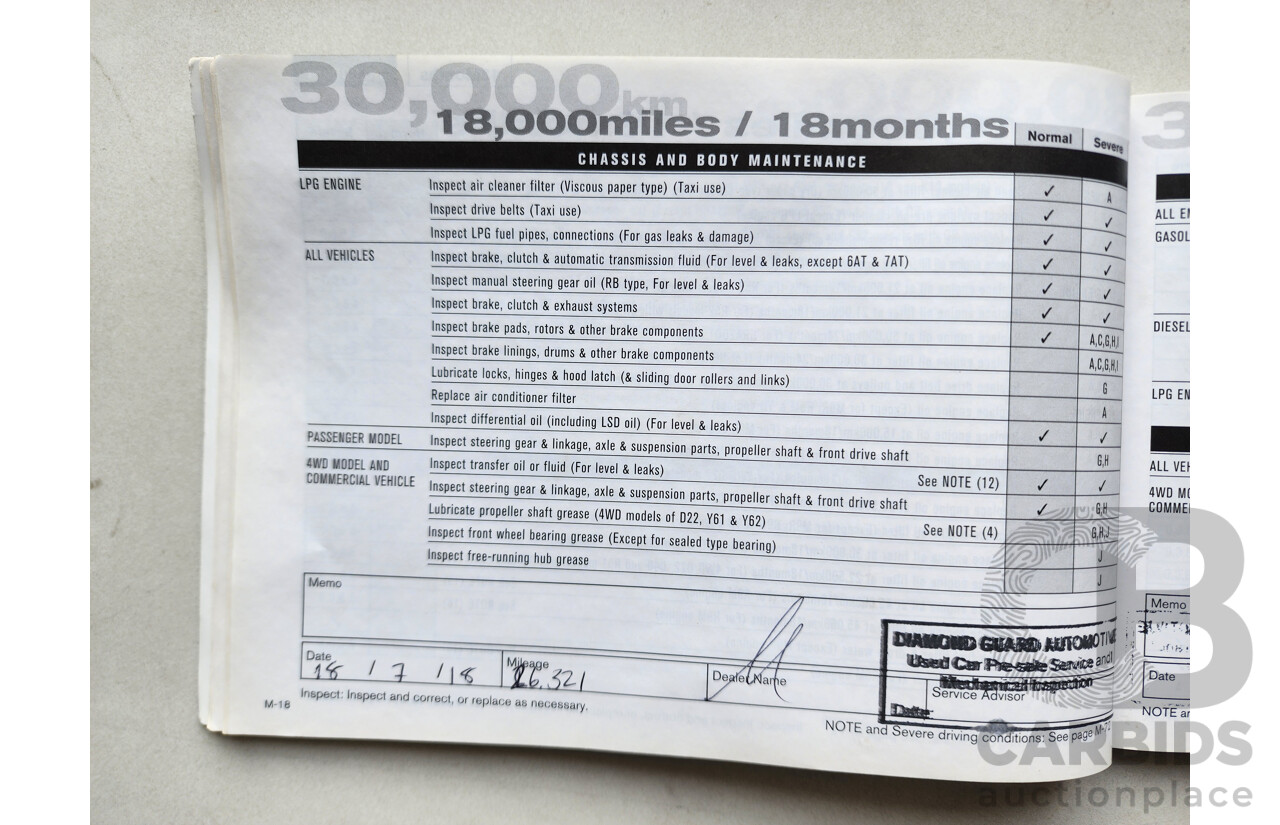 30,000km
18,000miles / 18months
Normal Severe
CHASSIS AND BODY MAINTENANCE
LPG ENGINE Inspect air cleaner filter (Viscous paper type) (Taxi use) ✓ A
Inspect drive belts (Taxi use) ✓ ✓
Inspect LPG fuel pipes, connections (For gas leaks & damage) ✓ ✓
ALL VEHICLES Inspect brake, clutch & automatic transmission fluid (For level & leaks, except 6AT & 7AT) ✓ ✓
Inspect manual steering gear oil (RB type, For level & leaks) ✓ ✓
Inspect brake, clutch & exhaust systems ✓ ✓
Inspect brake pads, rotors & other brake components ✓ A,C,G,H,I
Inspect brake linings, drums & other brake components A,C,G,H,I
Lubricate locks, hinges & hood latch (& sliding door rollers and links) G
Replace air conditioner filter A
Inspect differential oil (including LSD oil) (For level & leaks) ✓ ✓
PASSENGER MODEL Inspect steering gear & linkage, axle & suspension parts, propeller shaft & front drive shaft G,H
4WD MODEL AND Inspect transfer oil or fluid (For level & leaks) See NOTE (12) ✓ ✓
COMMERCIAL VEHICLE Inspect steering gear & linkage, axle & suspension parts, propeller shaft & front drive shaft ✓ G,H
Lubricate propeller shaft grease (4WD models of D22, Y61 & Y62) See NOTE (4) G,H,J
Inspect front wheel bearing grease (Except for sealed type bearing) J
Inspect free-running hub grease J
Memo
Date 18 / 7 / 18 Mileage 26,321 Dealer Name Service Advisor
DIAMOND GUARD AUTOMOTIVE
Used Car Pre-sale Service and
Mechanical Inspection
Date:
M-18 Inspect: Inspect and correct, or replace as necessary.
NOTE and Severe driving conditions: See page M-72
3
ALL EN
GASOL
DIESEL
LPG EN
ALL VEH
4WD MO
COMME
Memo
Date
NOTE an
CB
CARBIDS
auctionplace